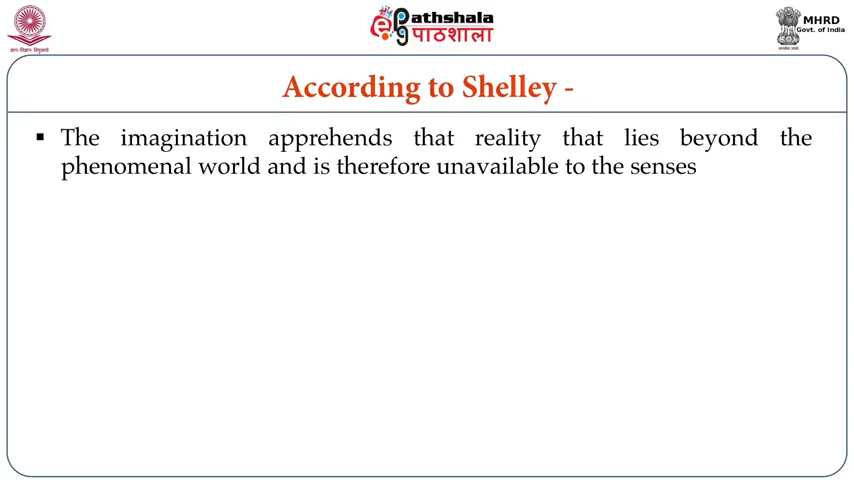 ePathshala
पाठशाला
MHRD
Govt. of India
According to Shelley -
▪ The imagination apprehends that reality that lies beyond the
phenomenal world and is therefore unavailable to the senses